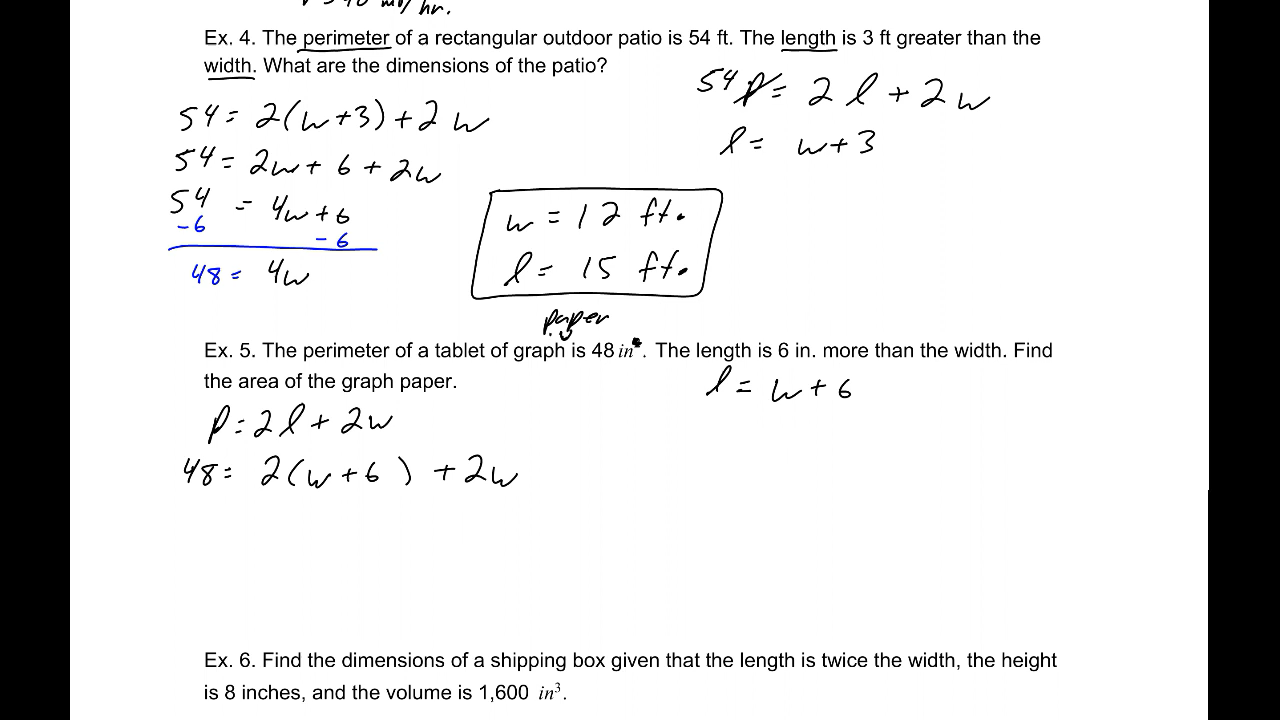 Ex. 4. The perimeter of a rectangular outdoor patio is 54 ft. The length is 3 ft greater than the
width. What are the dimensions of the patio?
54 P = 2l + 2w
l = w + 3
54 = 2(w+3) + 2w
54 = 2w + 6 + 2w
54 = 4w + 6
-6 -6
48 = 4w
w = 12 ft.
l = 15 ft.
paper
Ex. 5. The perimeter of a tablet of graph is 48 in. The length is 6 in. more than the width. Find
the area of the graph paper.
l = w + 6
P = 2l + 2w
48 = 2(w + 6) + 2w
Ex. 6. Find the dimensions of a shipping box given that the length is twice the width, the height
is 8 inches, and the volume is 1,600 in³.